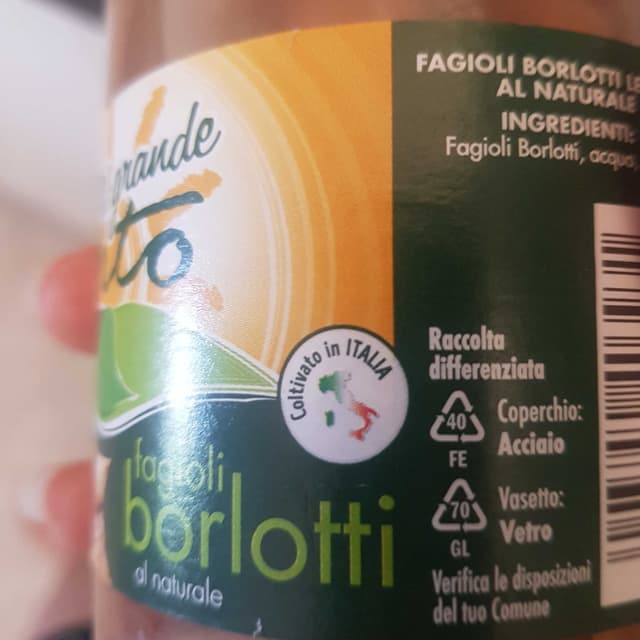 grande
fagioli
borlotti
al naturale
Coltivato in ITALIA
FAGIOLI BORLOTTI
AL NATURALE
INGREDIENTI:
Fagioli Borlotti, acqua,
Raccolta
differenziata
40
FE
Coperchio:
Acciaio
70
GL
Vasetto:
Vetro
Verifica le disposizioni
del tuo Comune